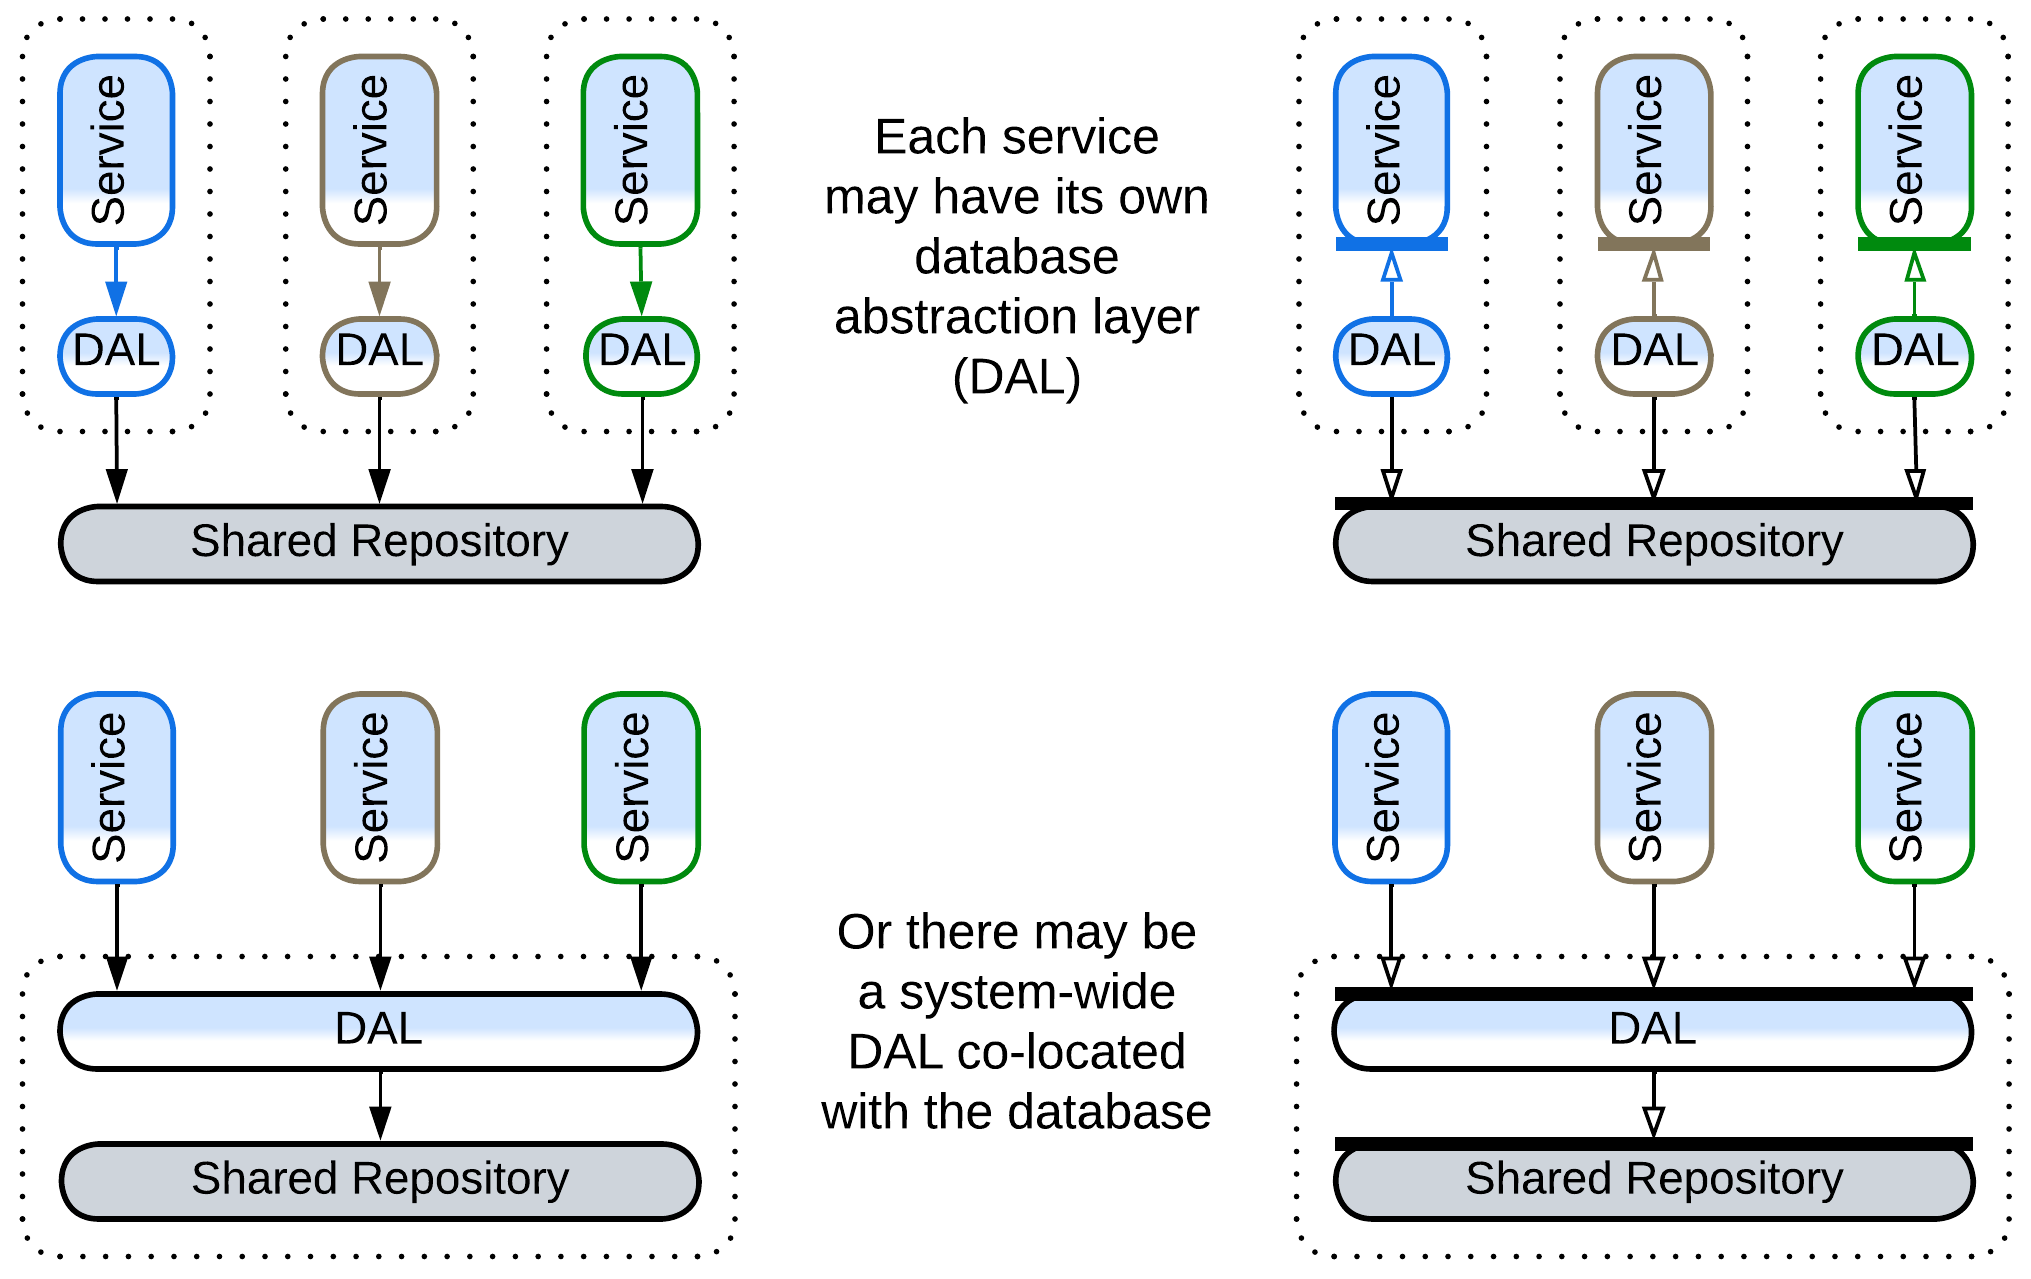 Service
Service
Service
DAL
DAL
DAL
Shared Repository
Each service
may have its own
database
abstraction layer
(DAL)
Service
Service
Service
DAL
DAL
DAL
Shared Repository
Service
Service
Service
DAL
Shared Repository
Or there may be
a system-wide
DAL co-located
with the database
Service
Service
Service
DAL
Shared Repository